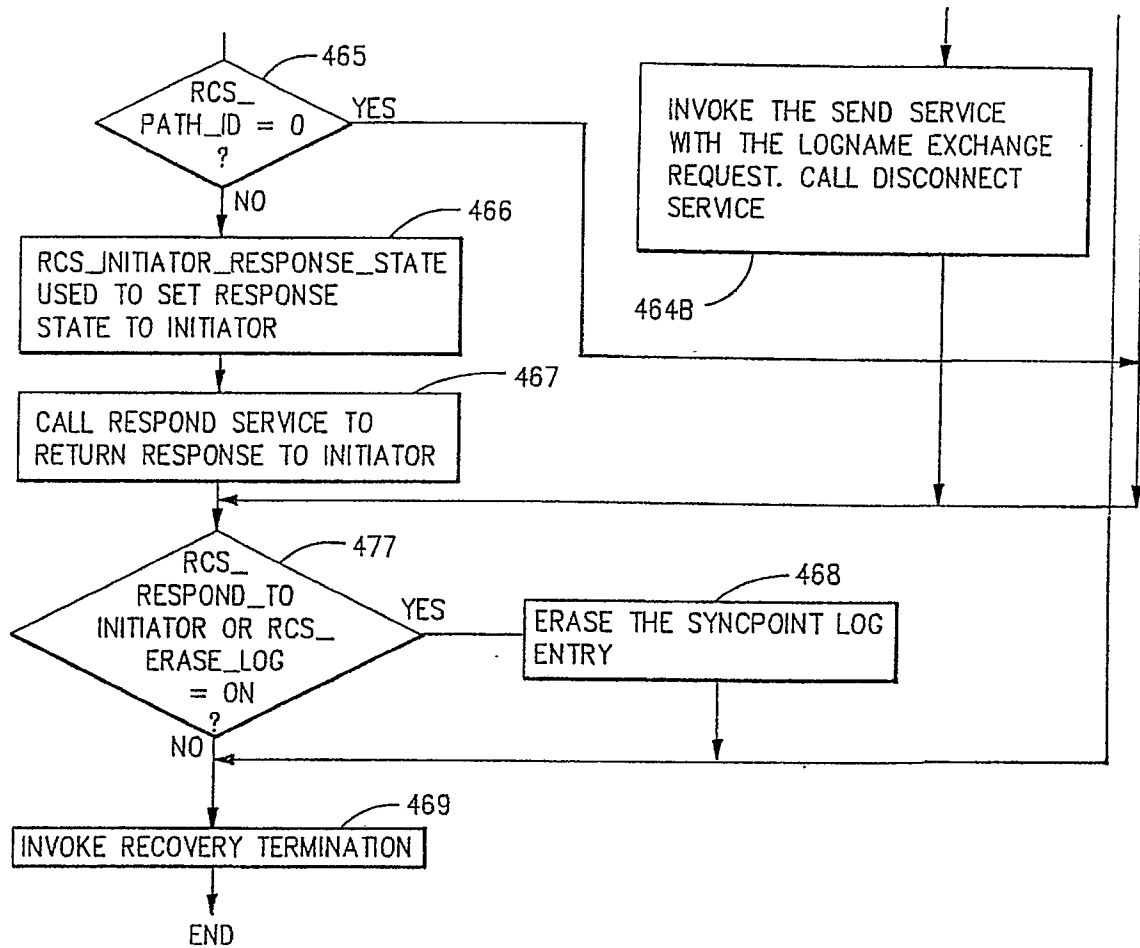 465
RCS_
PATH_ID = 0
?
YES
NO
INVOKE THE SEND SERVICE
WITH THE LOGNAME EXCHANGE
REQUEST. CALL DISCONNECT
SERVICE
464B
466
RCS_INITIATOR_RESPONSE_STATE
USED TO SET RESPONSE
STATE TO INITIATOR
467
CALL RESPOND SERVICE TO
RETURN RESPONSE TO INITIATOR
477
RCS_
RESPOND_TO
INITIATOR OR RCS_
ERASE_LOG
= ON
?
YES
NO
468
ERASE THE SYNCPOINT LOG
ENTRY
469
INVOKE RECOVERY TERMINATION
END